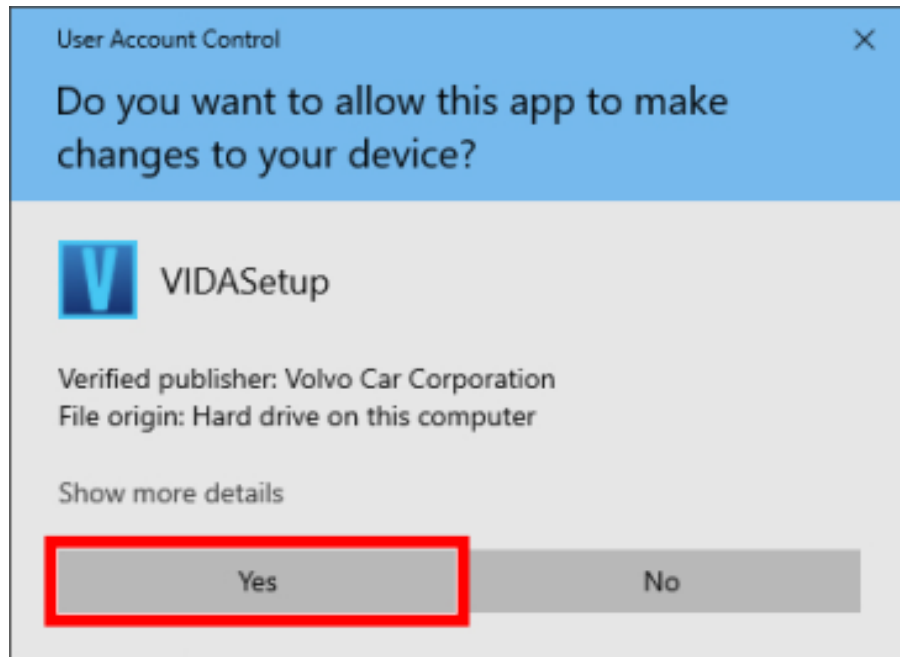 User Account Control
Do you want to allow this app to make
changes to your device?
V
VIDASetup
Verified publisher: Volvo Car Corporation
File origin: Hard drive on this computer
Show more details
Yes No